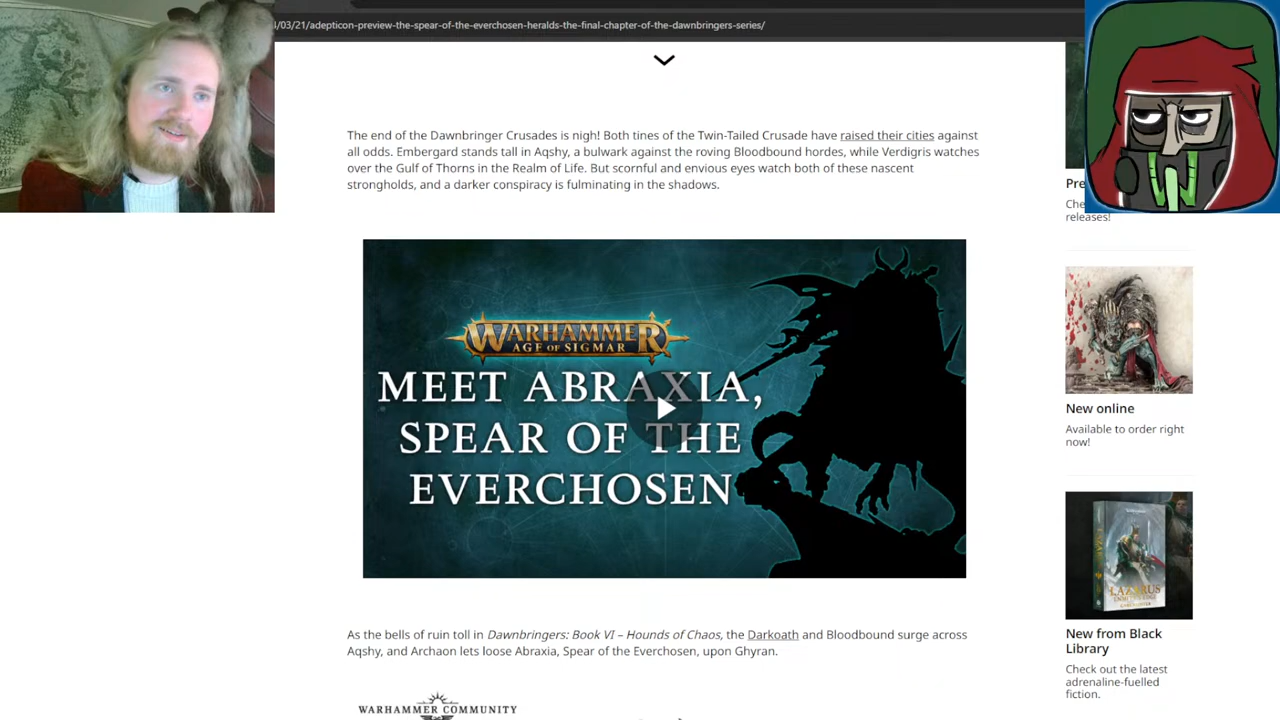 /03/21/adepticon-preview-the-spear-of-the-everchosen-heralds-the-final-chapter-of-the-dawnbringers-series/
The end of the Dawnbringer Crusades is nigh! Both tines of the Twin-Tailed Crusade have raised their cities against
all odds. Embergard stands tall in Aqshy, a bulwark against the roving Bloodbound hordes, while Verdigris watches
over the Gulf of Thorns in the Realm of Life. But scornful and envious eyes watch both of these nascent
strongholds, and a darker conspiracy is fulminating in the shadows.
WARHAMMER
AGE OF SIGMAR
MEET ABRAXIA,
SPEAR OF THE
EVERCHOSEN
As the bells of ruin toll in Dawnbringers: Book VI – Hounds of Chaos, the Darkoath and Bloodbound surge across
Aqshy, and Archaon lets loose Abraxia, Spear of the Everchosen, upon Ghyran.
WARHAMMER COMMUNITY
Pre
Che
releases!
New online
Available to order right
now!
LAZARUS
New from Black
Library
Check out the latest
adrenaline-fuelled
fiction.